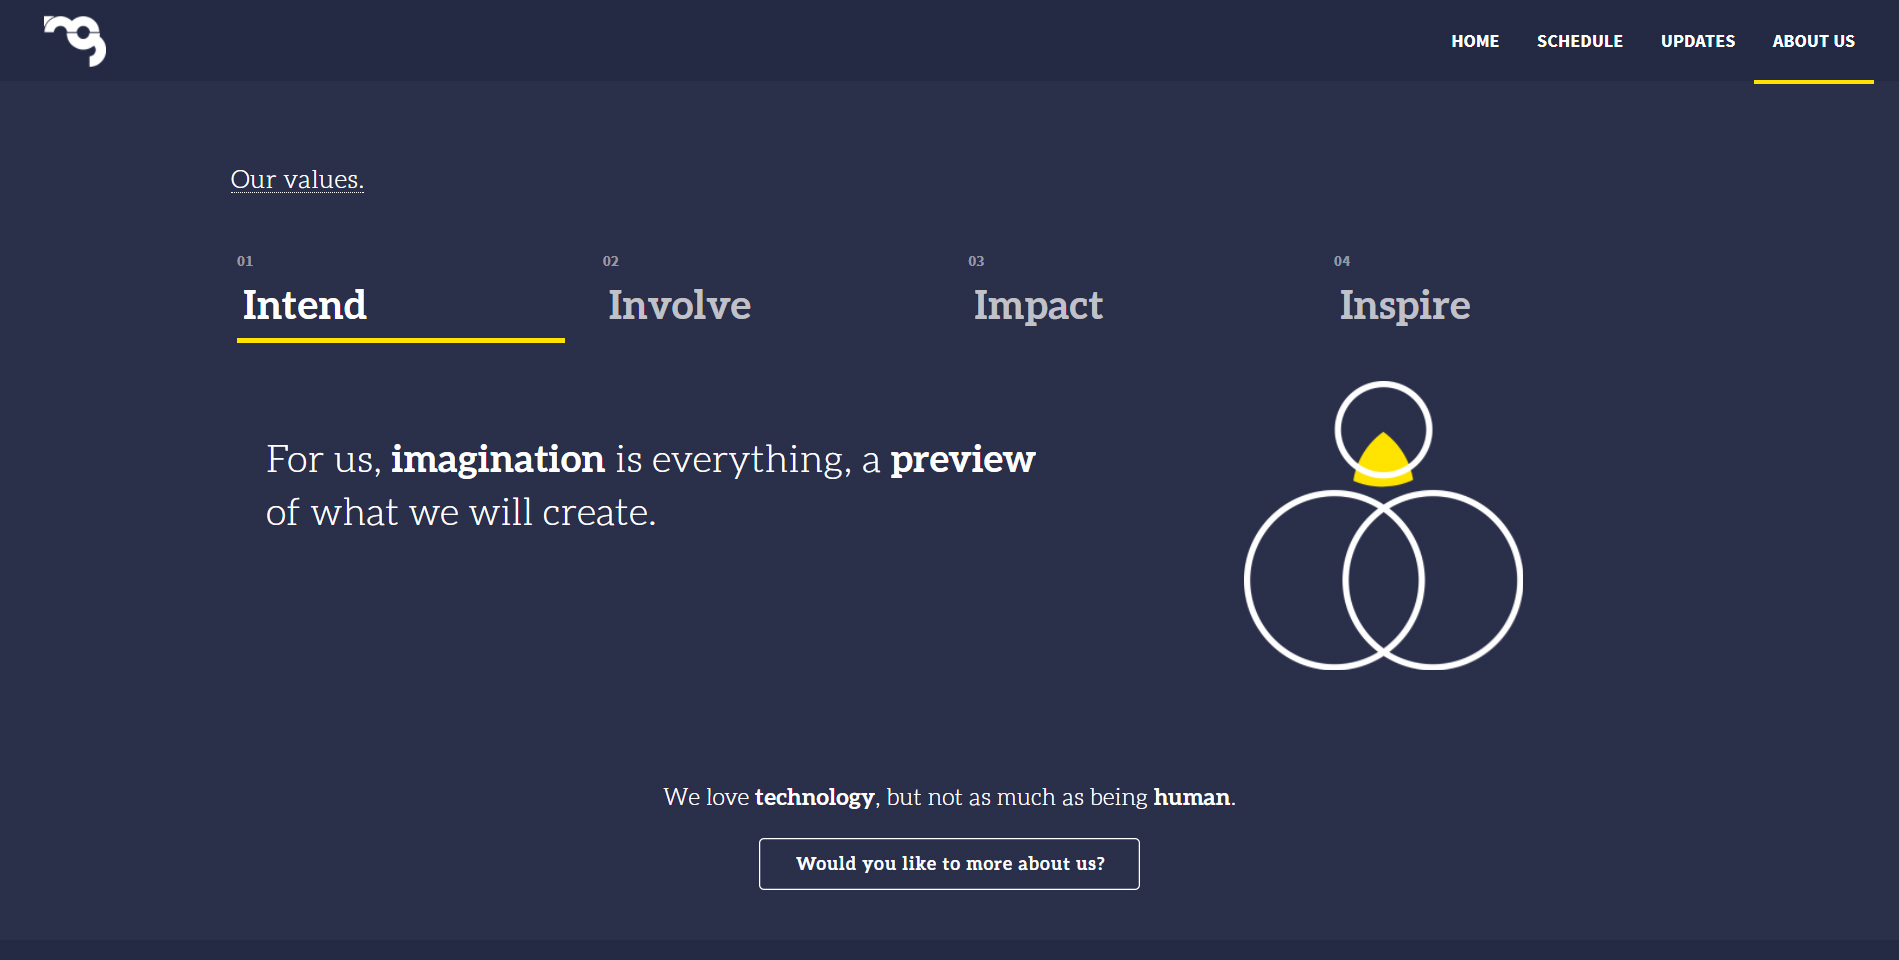 HOME SCHEDULE UPDATES ABOUT US
Our values.
01 02 03 04
Intend Involve Impact Inspire
For us, imagination is everything, a preview
of what we will create.
We love technology, but not as much as being human.
Would you like to more about us?